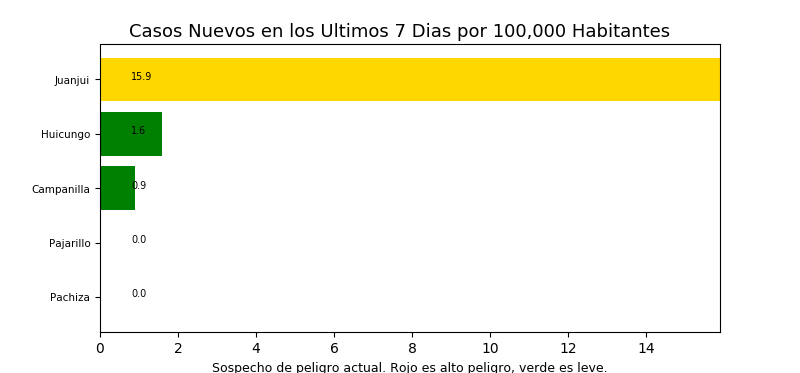 Casos Nuevos en los Ultimos 7 Dias por 100,000 Habitantes
Juanjui 15.9
Huicungo 1.6
Campanilla 0.9
Pajarillo 0.0
Pachiza 0.0
0 2 4 6 8 10 12 14
Sospecho de peligro actual. Rojo es alto peligro, verde es leve.